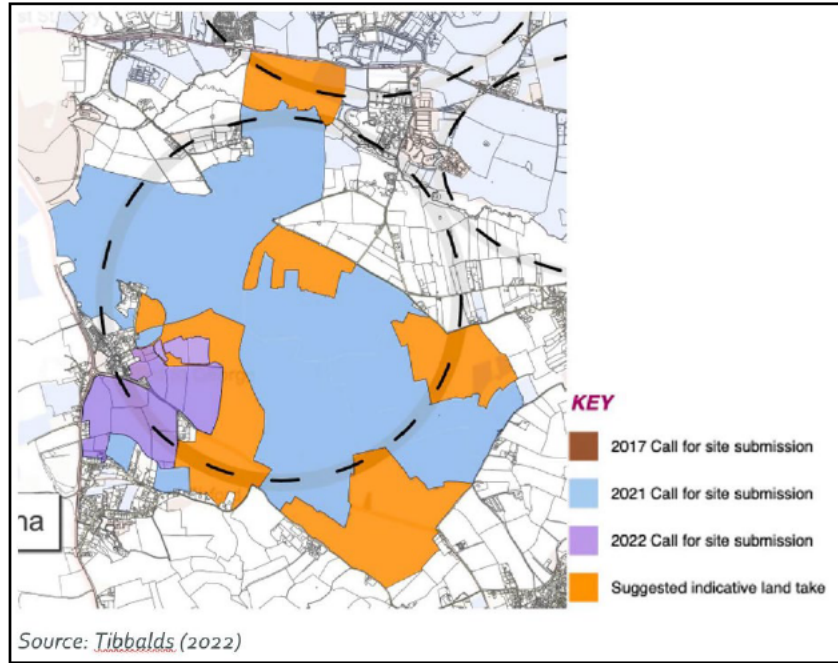 na
KEY
2017 Call for site submission
2021 Call for site submission
2022 Call for site submission
Suggested indicative land take
Source: Tibbalds (2022)